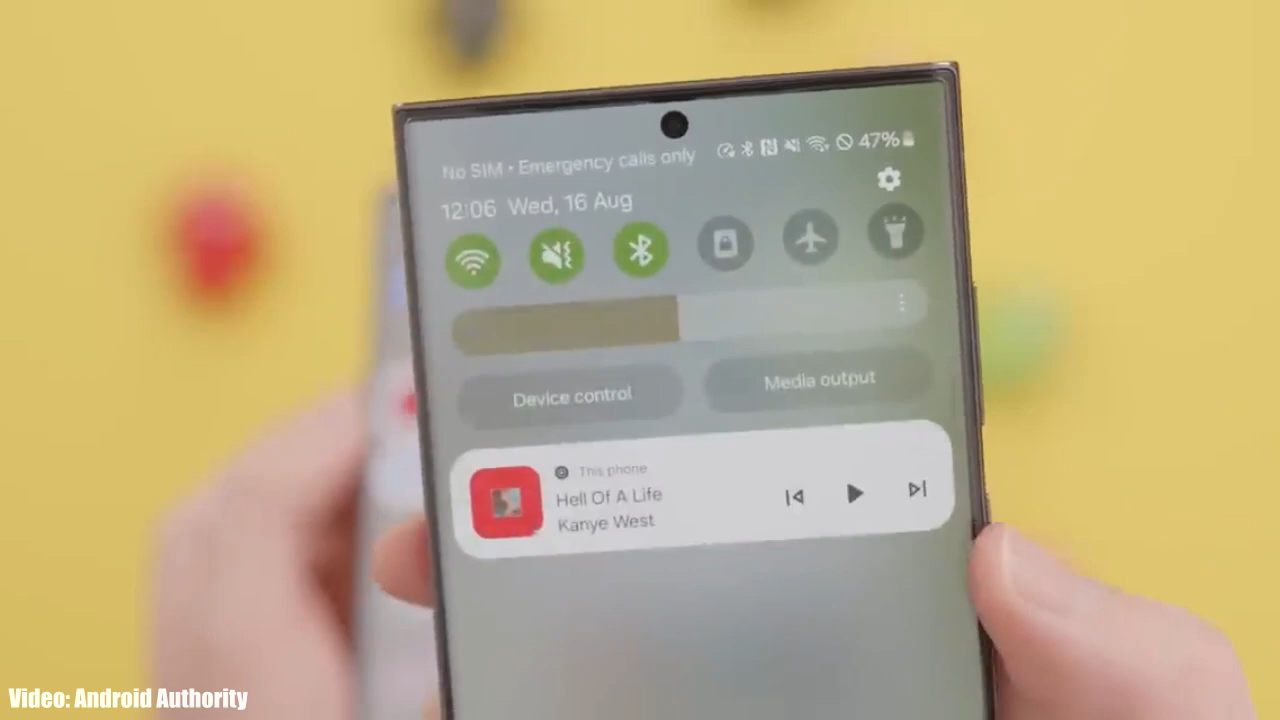 No SIM • Emergency calls only
47%
12:06 Wed, 16 Aug
Device control
Media output
This phone
Hell Of A Life
Kanye West
Video: Android Authority